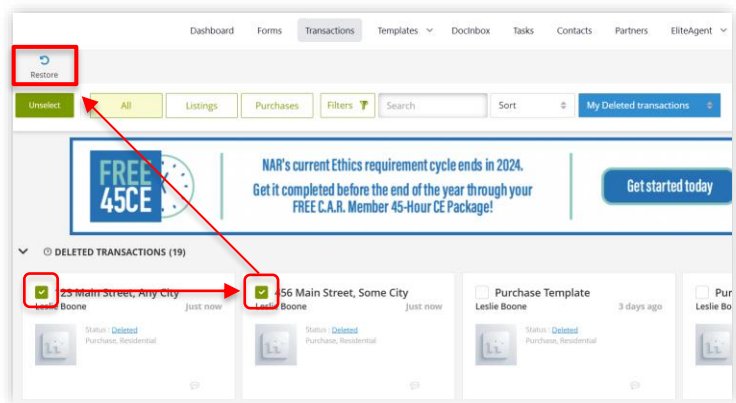 Dashboard Forms Transactions Templates DocInbox Tasks Contacts Partners EliteAgent
Restore
Unselect All Listings Purchases Filters Search Sort My Deleted transactions
FREE
45CE
NAR's current Ethics requirement cycle ends in 2024.
Get it completed before the end of the year through your
FREE C.A.R. Member 45-Hour CE Package!
Get started today
DELETED TRANSACTIONS (19)
23 Main Street, Any City
Leslie Boone Just now
Status : Deleted
Purchase, Residential
456 Main Street, Some City
Leslie Boone Just now
Status : Deleted
Purchase, Residential
Purchase Template
Leslie Boone 3 days ago
Status : Deleted
Purchase, Residential
Pur
Leslie Bo